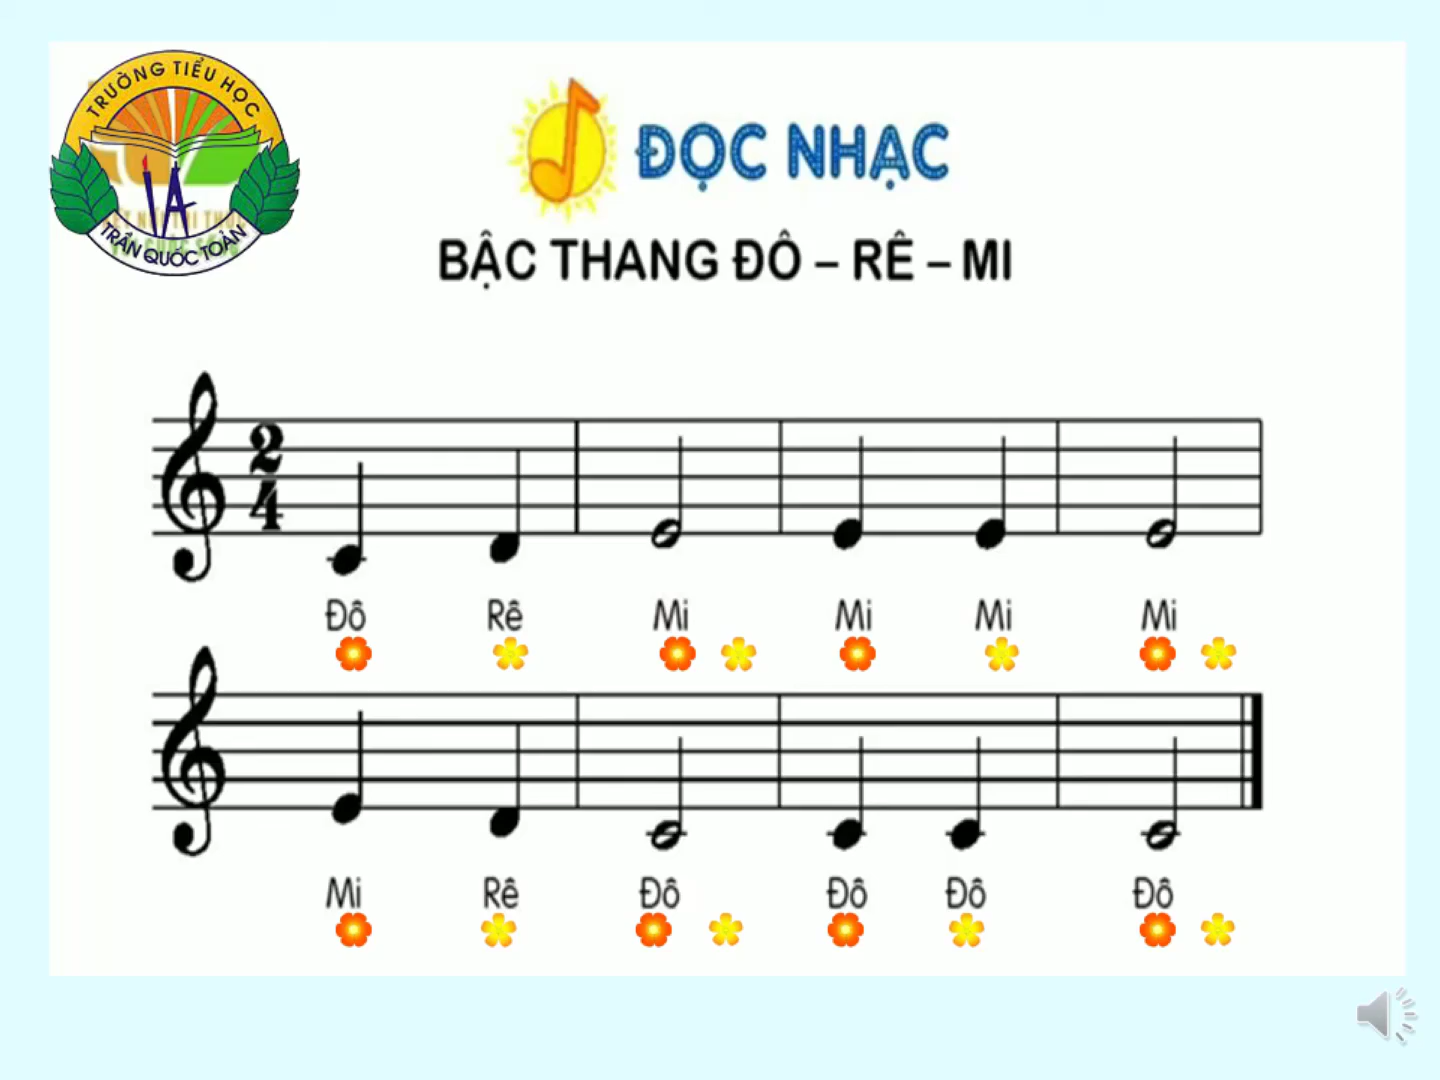 TRƯỜNG TIỂU HỌC
TRẦN QUỐC TOẢN
ĐỌC NHẠC
BẬC THANG ĐÔ – RÊ – MI
2
4
Đô Rê Mi Mi Mi Mi
Mi Rê Đô Đô Đô Đô